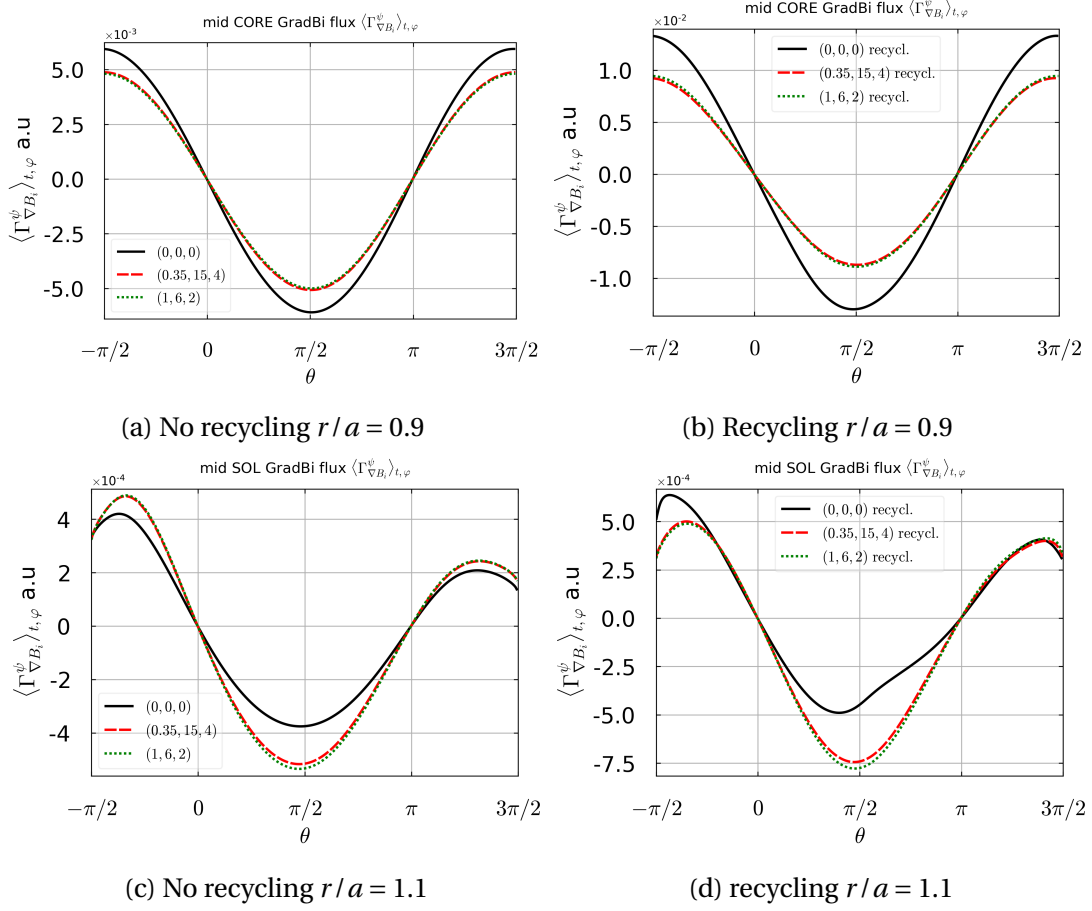 mid CORE GradBi flux ⟨Γ^ψ_{∇B_i}⟩_{t,φ}
×10⁻³
5.0
2.5
0.0
-2.5
-5.0
⟨Γ^ψ_{∇B_i}⟩_{t,φ} a.u
(0,0,0)
(0.35,15,4)
(1,6,2)
−π/2 0 π/2 π 3π/2
θ
(a) No recycling r/a = 0.9
mid CORE GradBi flux ⟨Γ^ψ_{∇B_i}⟩_{t,φ}
×10⁻²
1.0
0.5
0.0
-0.5
-1.0
⟨Γ^ψ_{∇B_i}⟩_{t,φ} a.u
(0,0,0) recycl.
(0.35,15,4) recycl.
(1,6,2) recycl.
−π/2 0 π/2 π 3π/2
θ
(b) Recycling r/a = 0.9
mid SOL GradBi flux ⟨Γ^ψ_{∇B_i}⟩_{t,φ}
×10⁻⁴
4
2
0
-2
-4
⟨Γ^ψ_{∇B_i}⟩_{t,φ} a.u
(0,0,0)
(0.35,15,4)
(1,6,2)
−π/2 0 π/2 π 3π/2
θ
(c) No recycling r/a = 1.1
mid SOL GradBi flux ⟨Γ^ψ_{∇B_i}⟩_{t,φ}
×10⁻⁴
5.0
2.5
0.0
-2.5
-5.0
-7.5
⟨Γ^ψ_{∇B_i}⟩_{t,φ} a.u
(0,0,0) recycl.
(0.35,15,4) recycl.
(1,6,2) recycl.
−π/2 0 π/2 π 3π/2
θ
(d) recycling r/a = 1.1